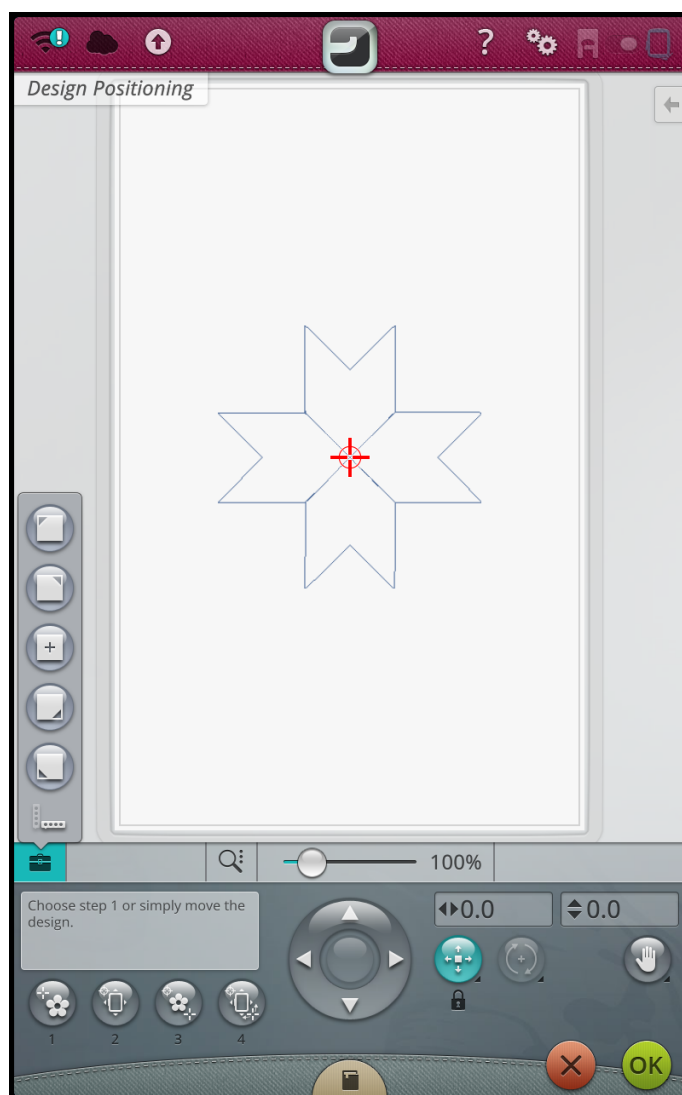 ?
Design Positioning
100%
Choose step 1 or simply move the
design.
0.0
0.0
1
2
3
4
OK